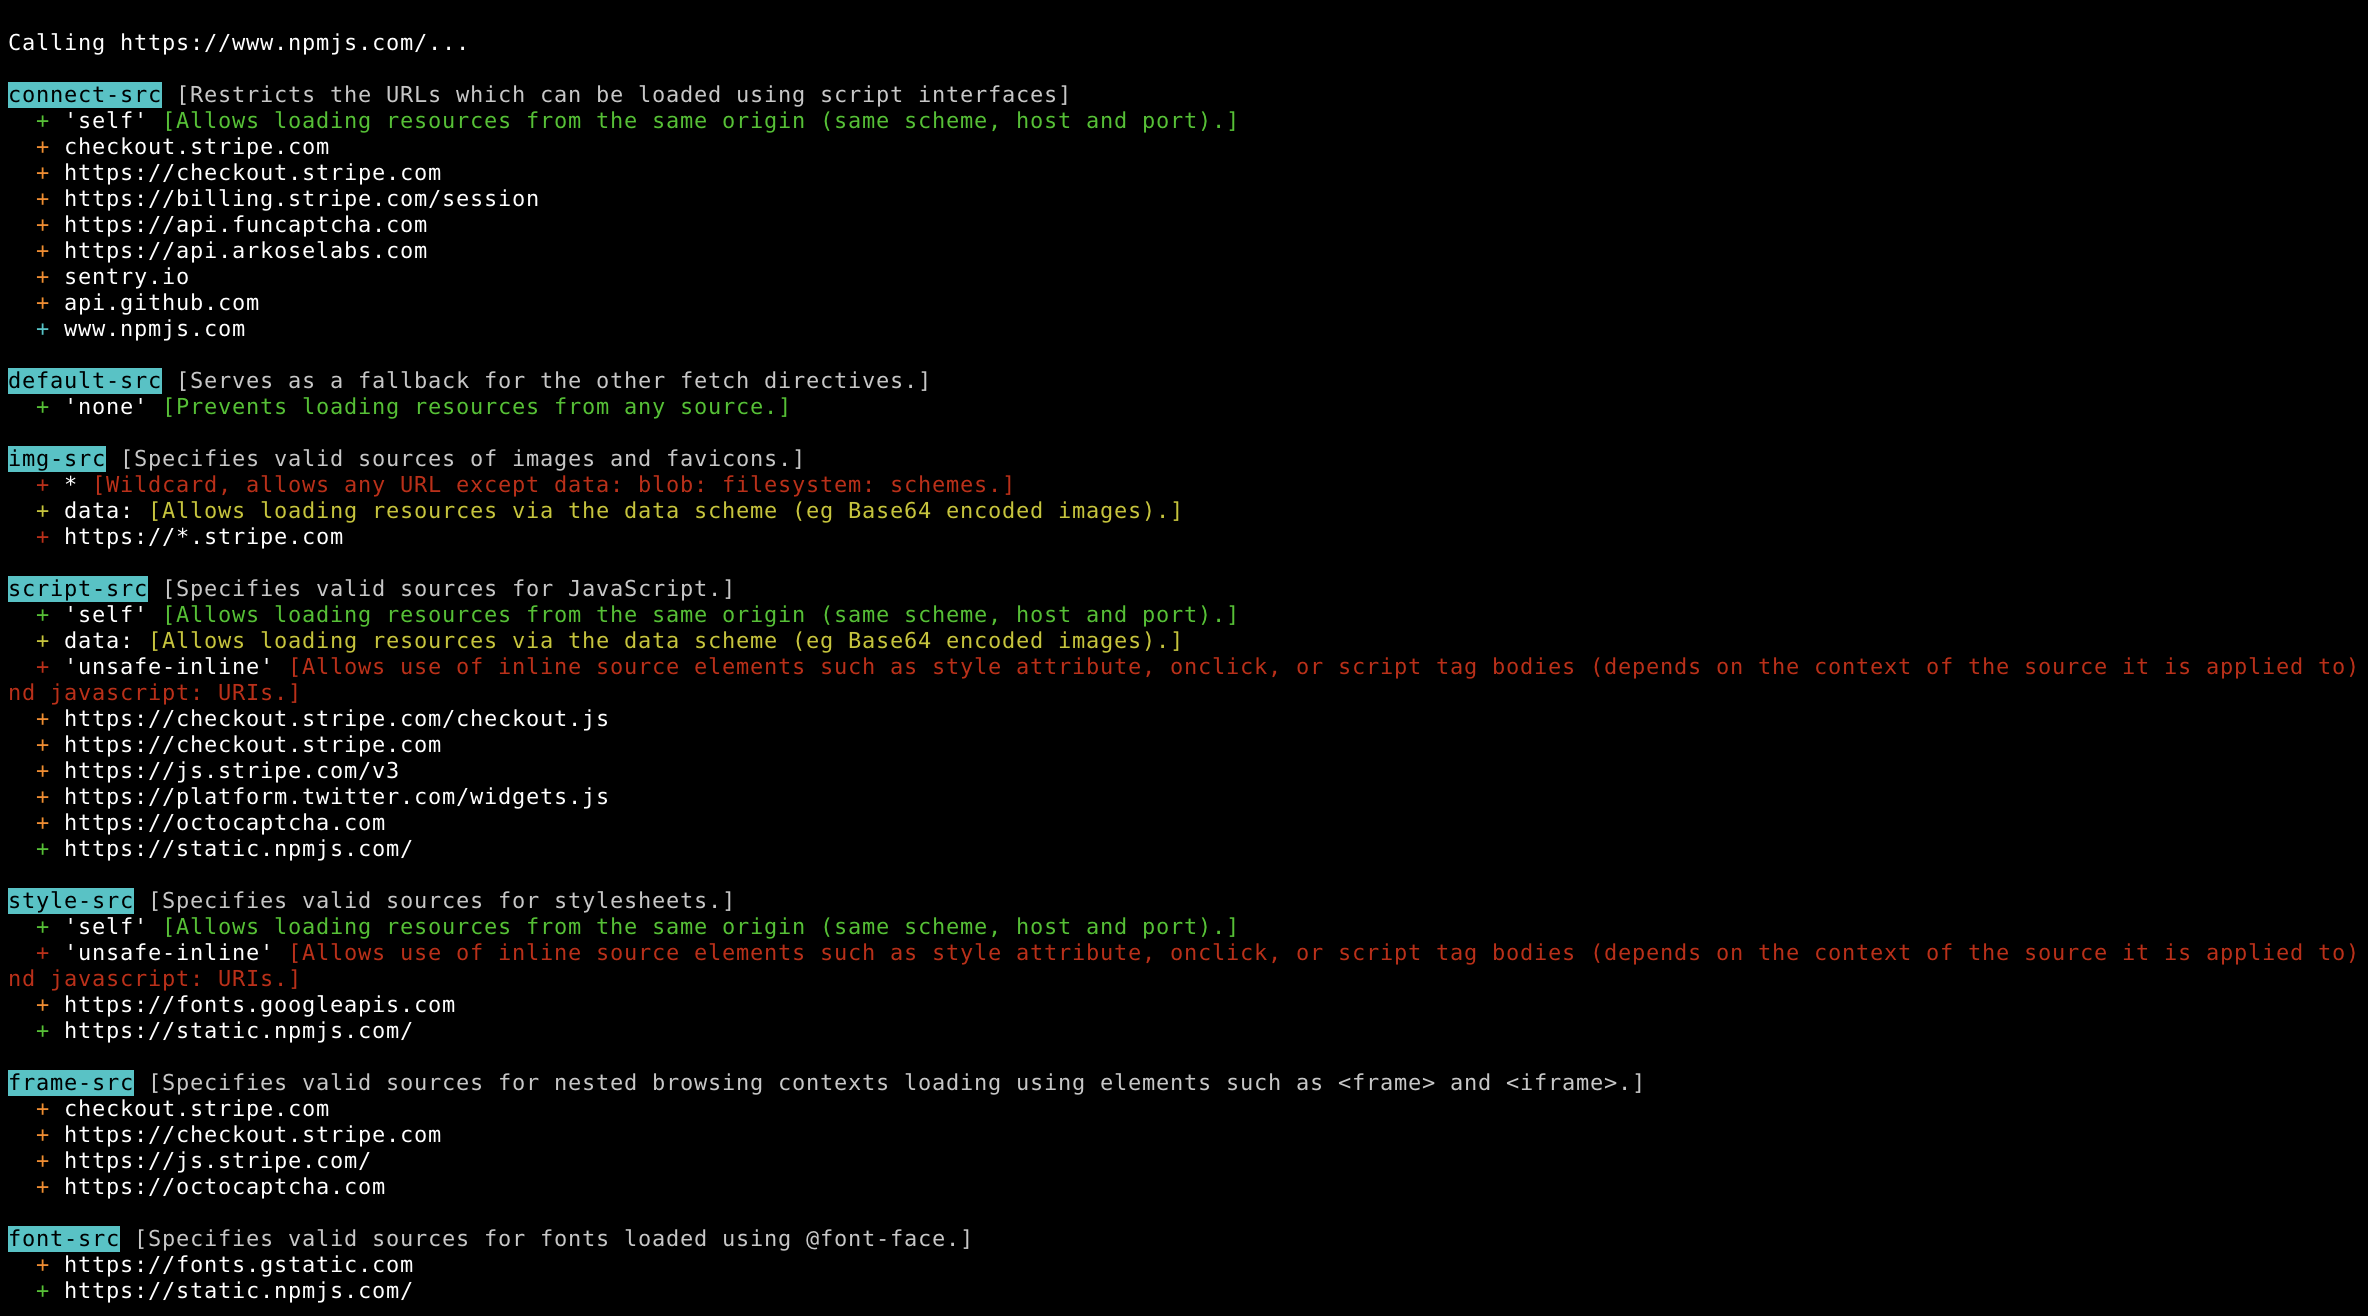 Calling https://www.npmjs.com/...
connect-src [Restricts the URLs which can be loaded using script interfaces]
+ 'self' [Allows loading resources from the same origin (same scheme, host and port).]
+ checkout.stripe.com
+ https://checkout.stripe.com
+ https://billing.stripe.com/session
+ https://api.funcaptcha.com
+ https://api.arkoselabs.com
+ sentry.io
+ api.github.com
+ www.npmjs.com
default-src [Serves as a fallback for the other fetch directives.]
+ 'none' [Prevents loading resources from any source.]
img-src [Specifies valid sources of images and favicons.]
+ * [Wildcard, allows any URL except data: blob: filesystem: schemes.]
+ data: [Allows loading resources via the data scheme (eg Base64 encoded images).]
+ https://*.stripe.com
script-src [Specifies valid sources for JavaScript.]
+ 'self' [Allows loading resources from the same origin (same scheme, host and port).]
+ data: [Allows loading resources via the data scheme (eg Base64 encoded images).]
+ 'unsafe-inline' [Allows use of inline source elements such as style attribute, onclick, or script tag bodies (depends on the context of the source it is applied to)
nd javascript: URIs.]
+ https://checkout.stripe.com/checkout.js
+ https://checkout.stripe.com
+ https://js.stripe.com/v3
+ https://platform.twitter.com/widgets.js
+ https://octocaptcha.com
+ https://static.npmjs.com/
style-src [Specifies valid sources for stylesheets.]
+ 'self' [Allows loading resources from the same origin (same scheme, host and port).]
+ 'unsafe-inline' [Allows use of inline source elements such as style attribute, onclick, or script tag bodies (depends on the context of the source it is applied to)
nd javascript: URIs.]
+ https://fonts.googleapis.com
+ https://static.npmjs.com/
frame-src [Specifies valid sources for nested browsing contexts loading using elements such as <frame> and <iframe>.]
+ checkout.stripe.com
+ https://checkout.stripe.com
+ https://js.stripe.com/
+ https://octocaptcha.com
font-src [Specifies valid sources for fonts loaded using @font-face.]
+ https://fonts.gstatic.com
+ https://static.npmjs.com/